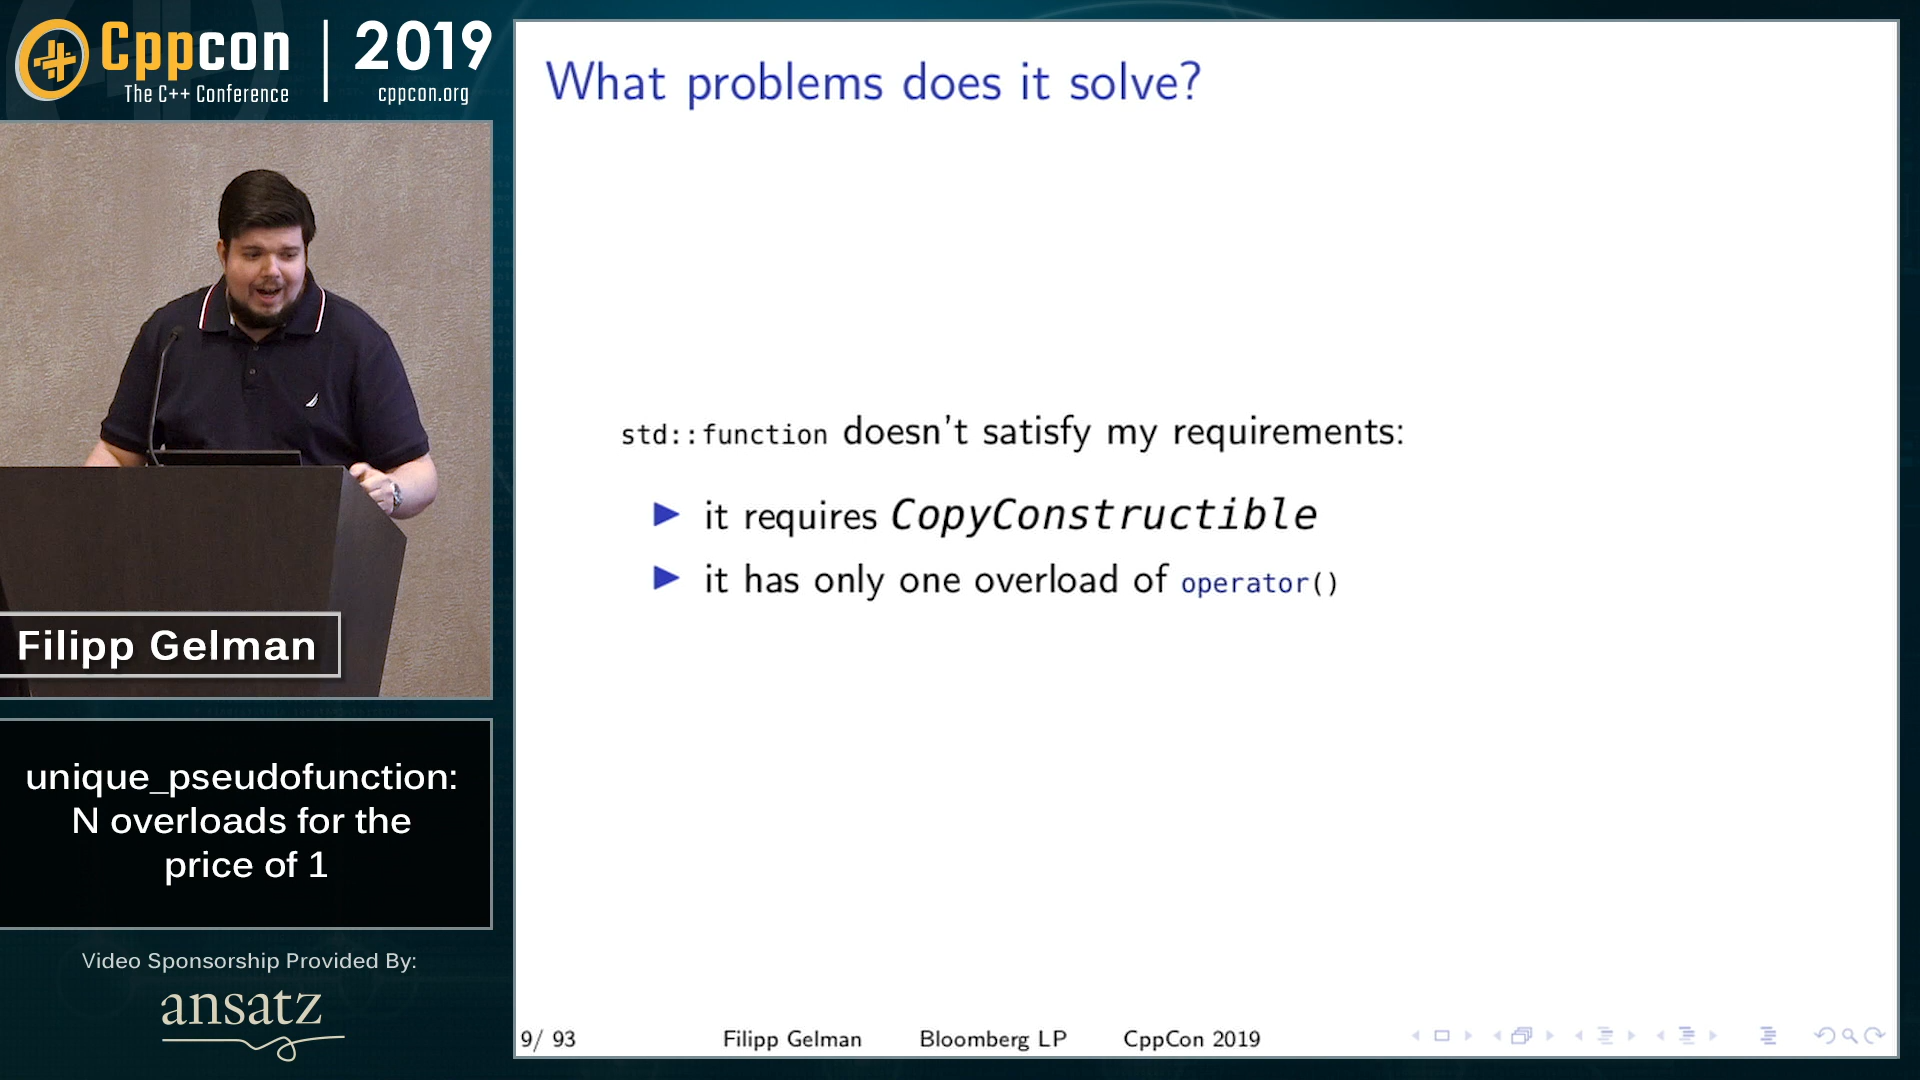 Cppcon
The C++ Conference
2019
cppcon.org
Filipp Gelman
unique_pseudofunction:
N overloads for the
price of 1
Video Sponsorship Provided By:
ansatz
What problems does it solve?
std::function doesn't satisfy my requirements:
▶ it requires CopyConstructible
▶ it has only one overload of operator()
9/ 93 Filipp Gelman Bloomberg LP CppCon 2019